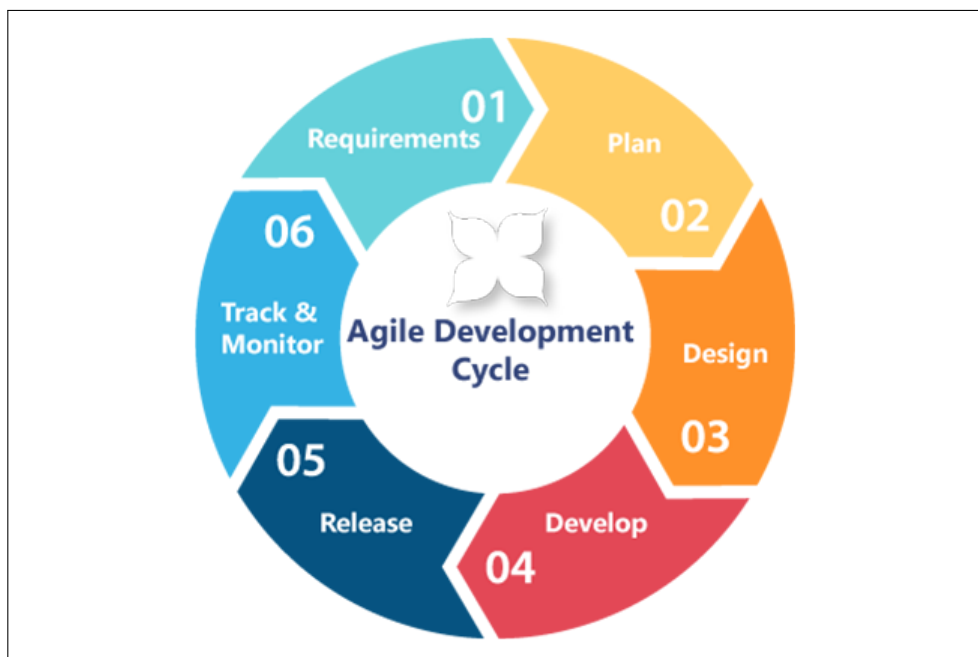 01
Requirements
Plan
02
Design
03
Develop
04
05
Release
06
Track &
Monitor
Agile Development
Cycle